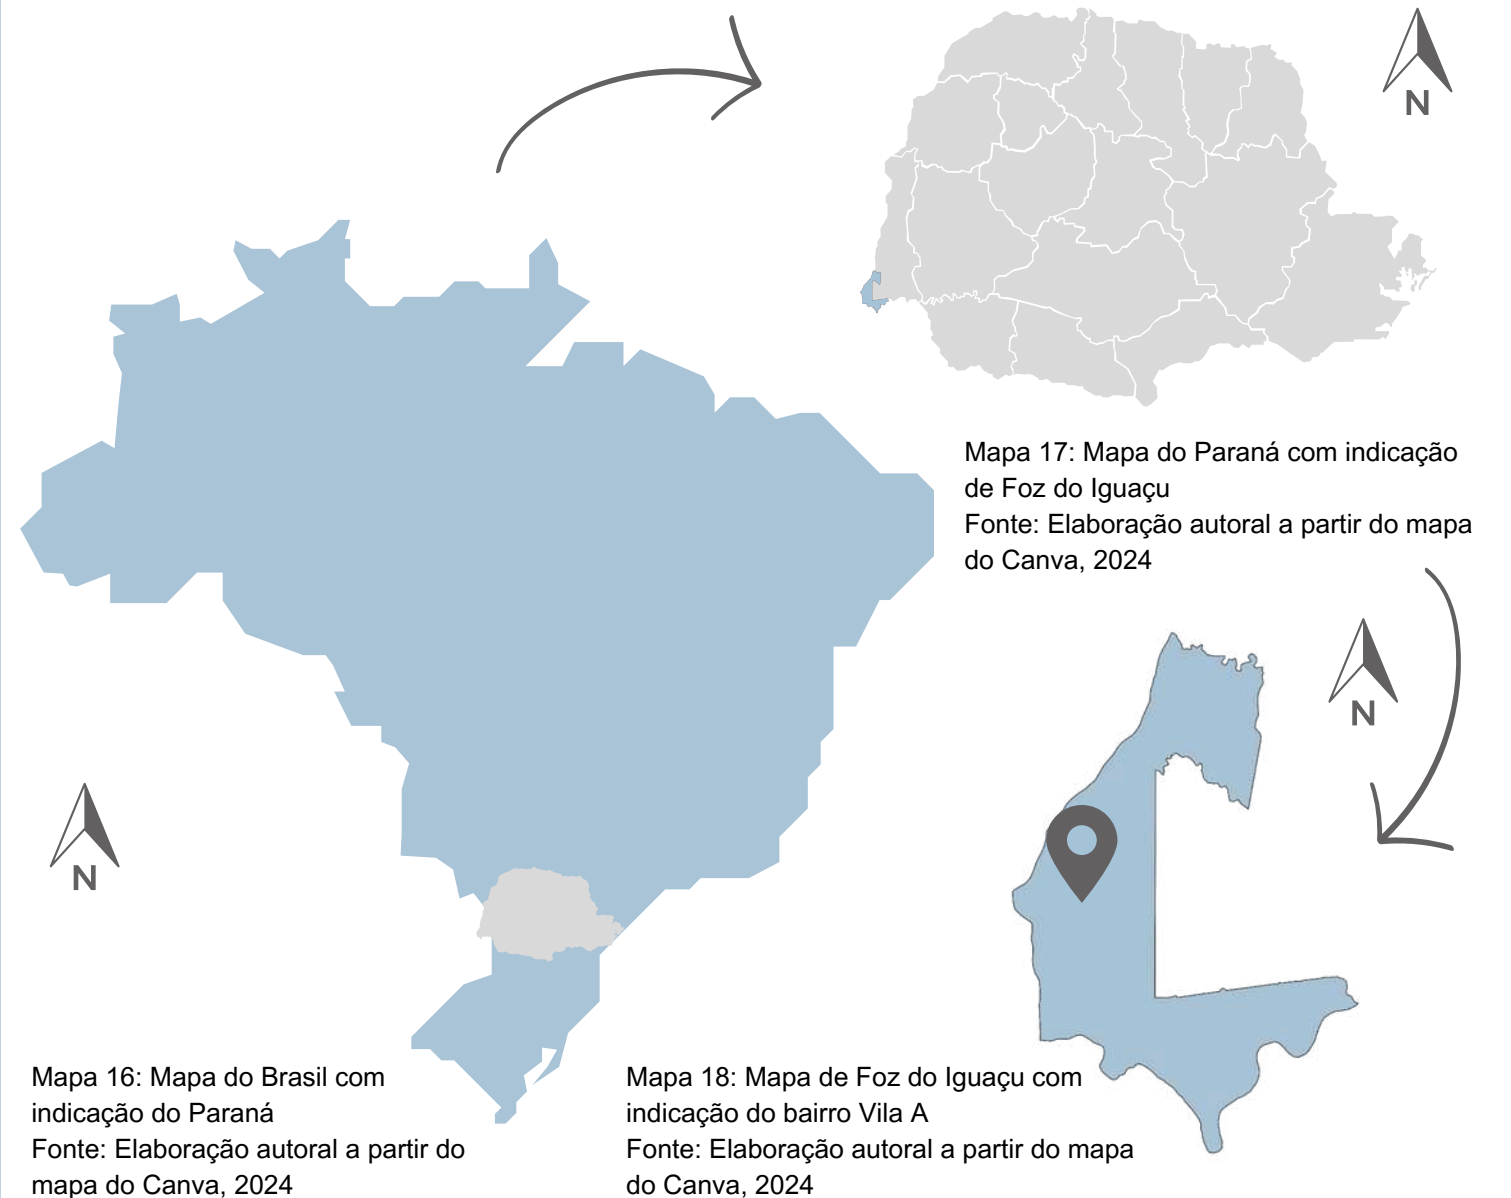 N
Mapa 17: Mapa do Paraná com indicação
de Foz do Iguaçu
Fonte: Elaboração autoral a partir do mapa
do Canva, 2024
N
N
Mapa 16: Mapa do Brasil com
indicação do Paraná
Fonte: Elaboração autoral a partir do
mapa do Canva, 2024
Mapa 18: Mapa de Foz do Iguaçu com
indicação do bairro Vila A
Fonte: Elaboração autoral a partir do mapa
do Canva, 2024